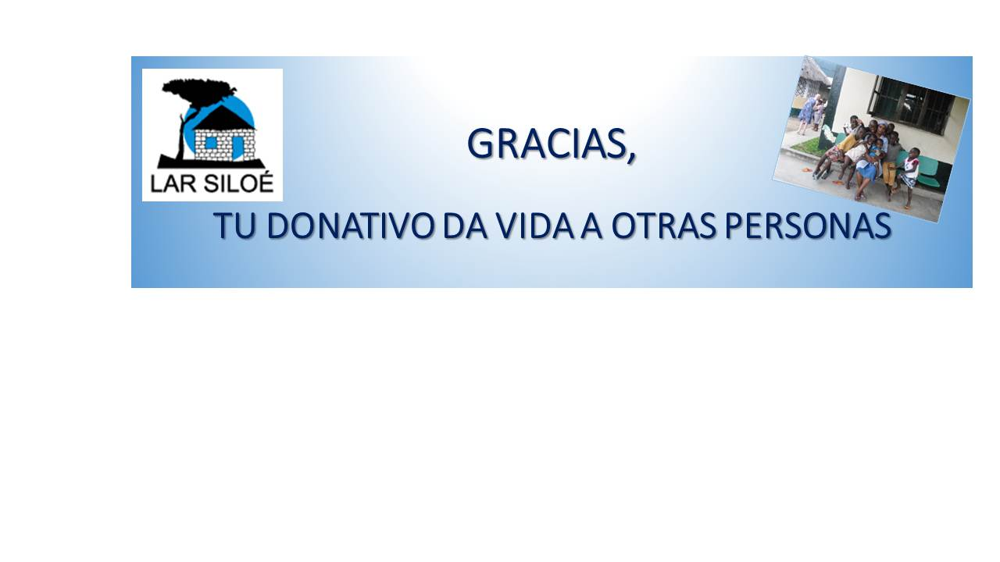 LAR SILOÉ
GRACIAS,
TU DONATIVO DA VIDA A OTRAS PERSONAS